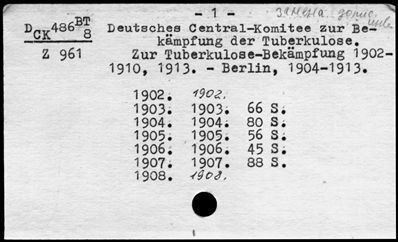 - 1 -
D CK 486 BT 8 Deutsches Central-Komitee zur Be-
kämpfung der Tuberkulose.
Z 961 Zur Tuberkulose-Bekämpfung 1902-
1910, 1913. - Berlin, 1904-1913.
1902. 1902.
1903. 1903. 66 S.
1904. 1904. 80 S.
1905. 1905. 56 S.
1906. 1906. 45 S.
1907. 1907. 88 S.
1908. 1908.